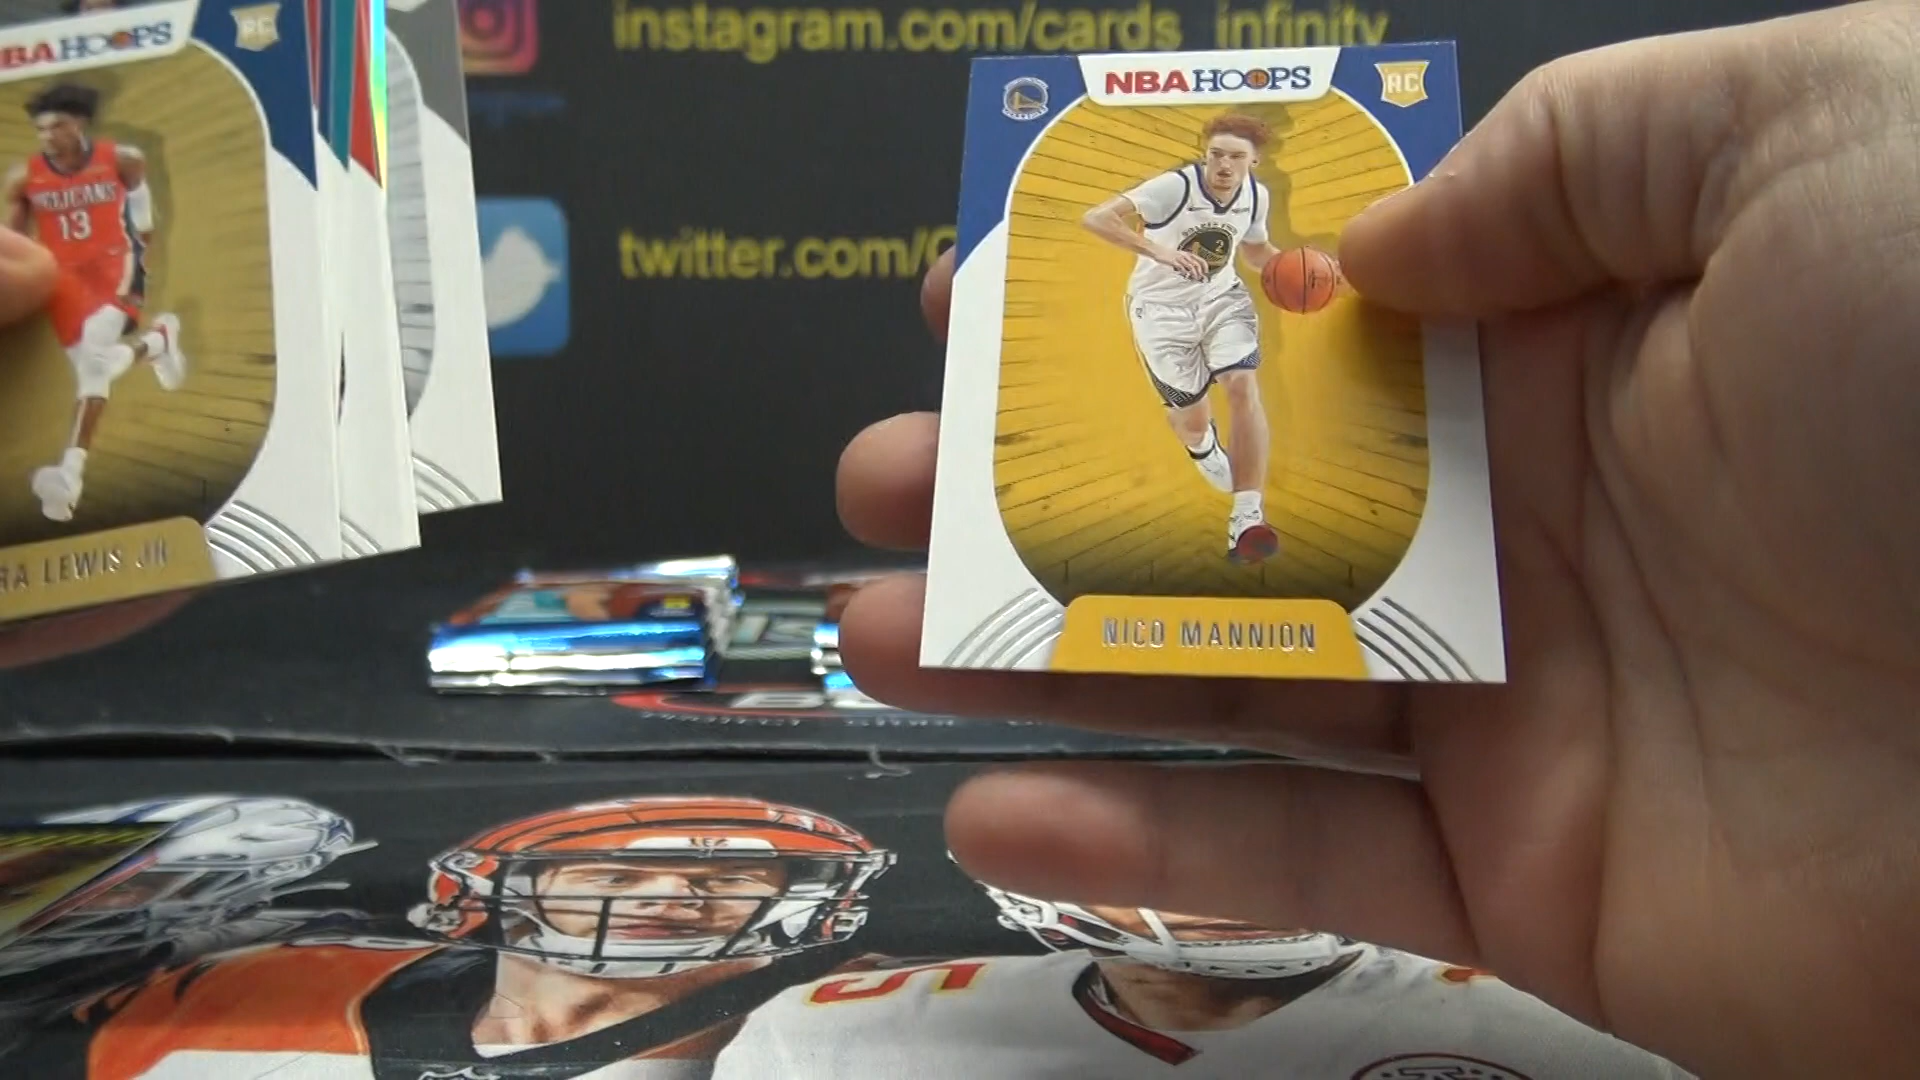 instagram.com/cards_infinity
twitter.com/
NBA HOOPS
RC
PELICANS
13
RA LEWIS JR
NBA HOOPS
RC
2
NICO MANNION